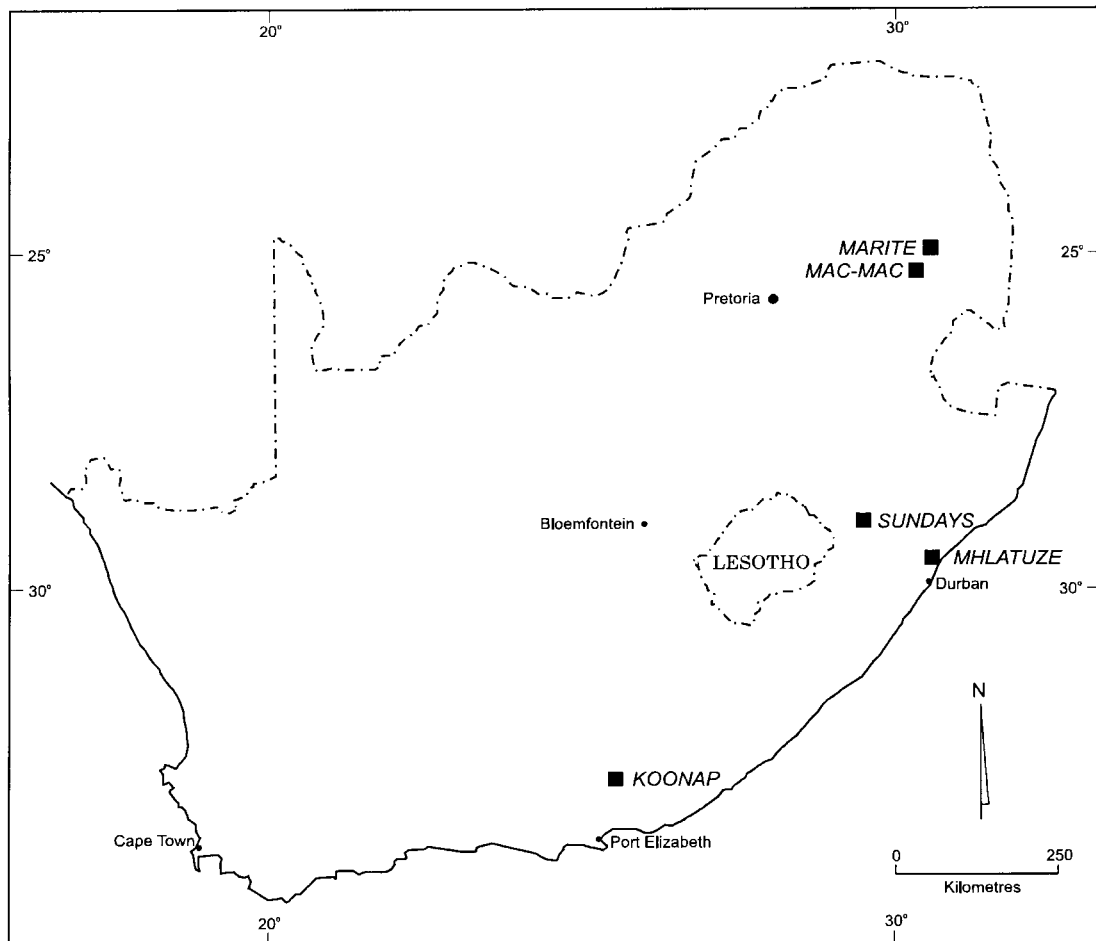 20°
30°
MARITE
25°
25°
MAC-MAC
Pretoria
Bloemfontein
SUNDAYS
LESOTHO
MHLATUZE
30°
Durban
30°
N
KOONAP
Cape Town
Port Elizabeth
0
250
Kilometres
20°
30°